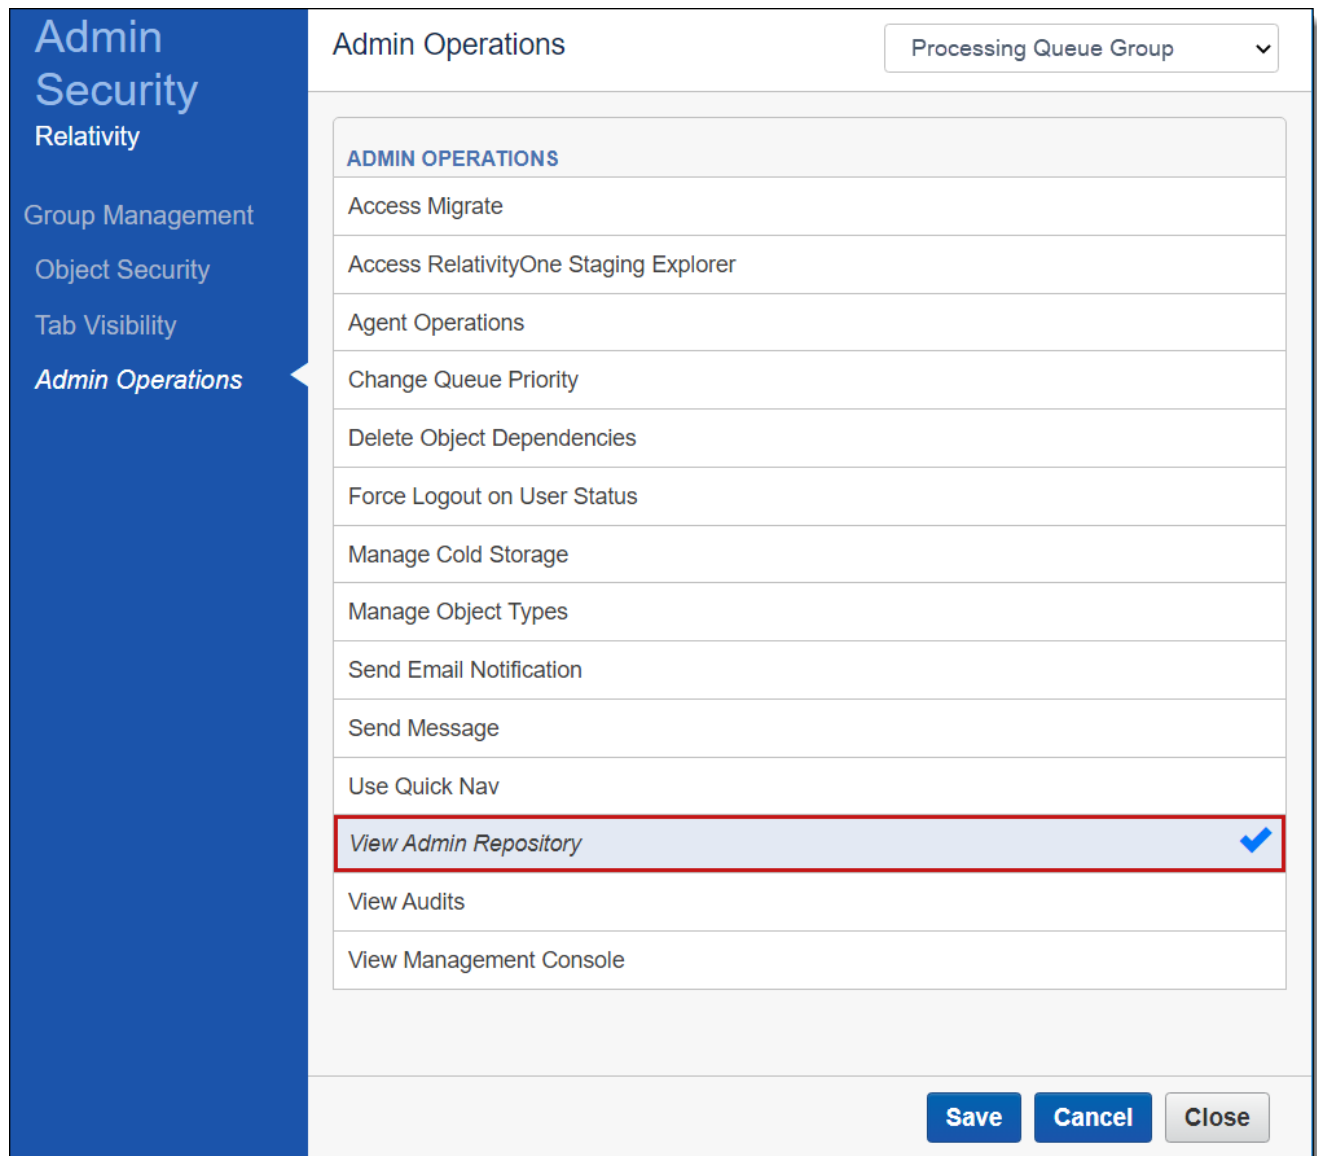 Admin
Security
Relativity
Group Management
Object Security
Tab Visibility
Admin Operations
Admin Operations
Processing Queue Group
ADMIN OPERATIONS
Access Migrate
Access RelativityOne Staging Explorer
Agent Operations
Change Queue Priority
Delete Object Dependencies
Force Logout on User Status
Manage Cold Storage
Manage Object Types
Send Email Notification
Send Message
Use Quick Nav
View Admin Repository
View Audits
View Management Console
Save Cancel Close